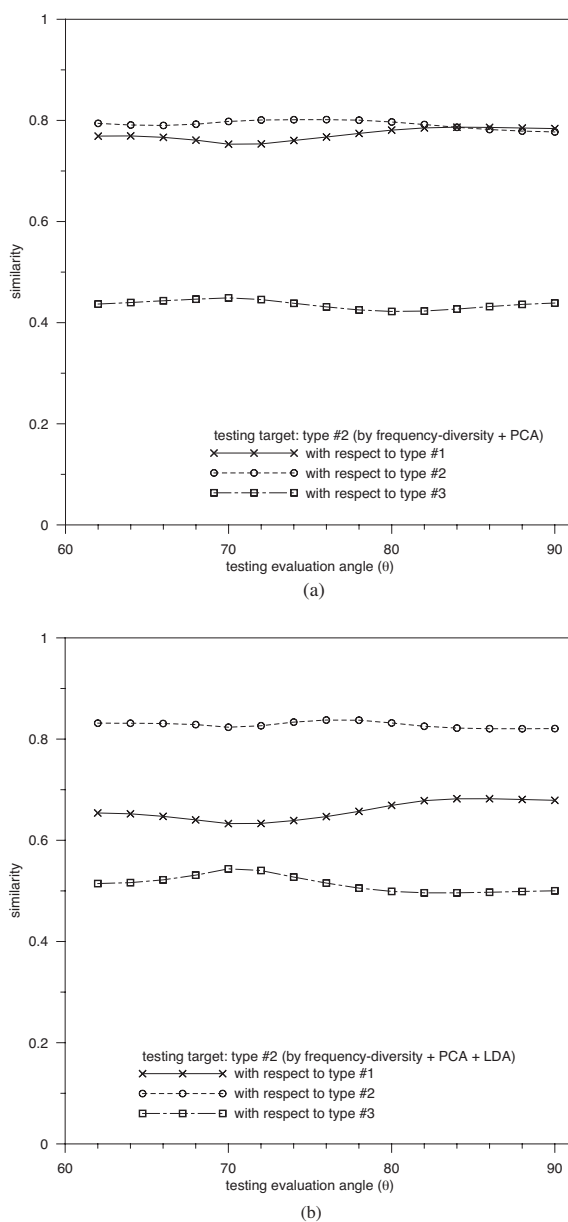 1
0.8
0.6
similarity
0.4
0.2
testing target: type #2 (by frequency-diversity + PCA)
with respect to type #1
with respect to type #2
with respect to type #3
0
60 70 80 90
testing evaluation angle (θ)
(a)
1
0.8
0.6
similarity
0.4
0.2
testing target: type #2 (by frequency-diversity + PCA + LDA)
with respect to type #1
with respect to type #2
with respect to type #3
0
60 70 80 90
testing evaluation angle (θ)
(b)